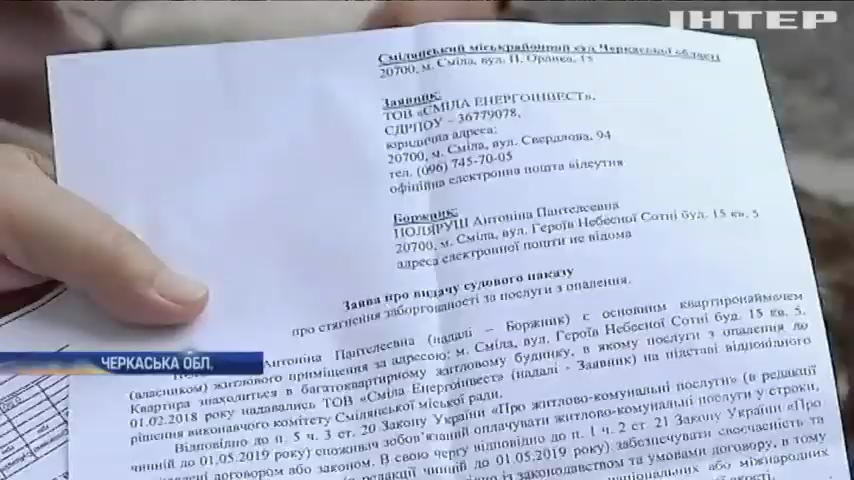 ІНТЕР
Смілянський міськрайонний суд Черкаської області
20700, м. Сміла, вул. П. Орлика, 15
Заявник:
ТОВ «СМІЛА ЕНЕРГОІНВЕСТ»,
ЄДРПОУ – 36779078,
юридична адреса:
20700, м. Сміла, вул. Свердлова, 94
тел. (096) 745-70-05
офіційна електронна пошта відсутня
Боржник:
ПОЛЯРУШ Антоніна Пантелеєвна
20700, м. Сміла, вул. Героїв Небесної Сотні буд. 15 кв. 5
адреса електронної пошти не відома
Заява про видачу судового наказу
про стягнення заборгованості за послуги з опалення.
Антоніна Пантелеєвна (надалі – Боржник) є основним квартиронаймачем
(власником) житлового приміщення за адресою: м. Сміла, вул. Героїв Небесної Сотні буд. 15 кв. 5.
Квартира знаходиться в багатоквартирному житловому будинку, в якому послуги з опалення до
01.02.2018 року надавались ТОВ «Сміла Енергоінвест» (надалі - Заявник) на підставі відповідного
рішення виконавчого комітету Смілянської міської ради.
Відповідно до п. 5 ч. 3 ст. 20 Закону України «Про житлово-комунальні послуги» (в редакції
чинній до 01.05.2019 року) споживач зобов'язаний оплачувати житлово-комунальні послуги у строки,
договором або законом. В свою чергу відповідно до п. 1 ч. 2 ст. 21 Закону України «Про
редакції чинній до 01.05.2019 року) забезпечувати своєчасність та
із законодавством та умовами договору, в тому
національних або міжнародних
ЧЕРКАСЬКА ОБЛ.